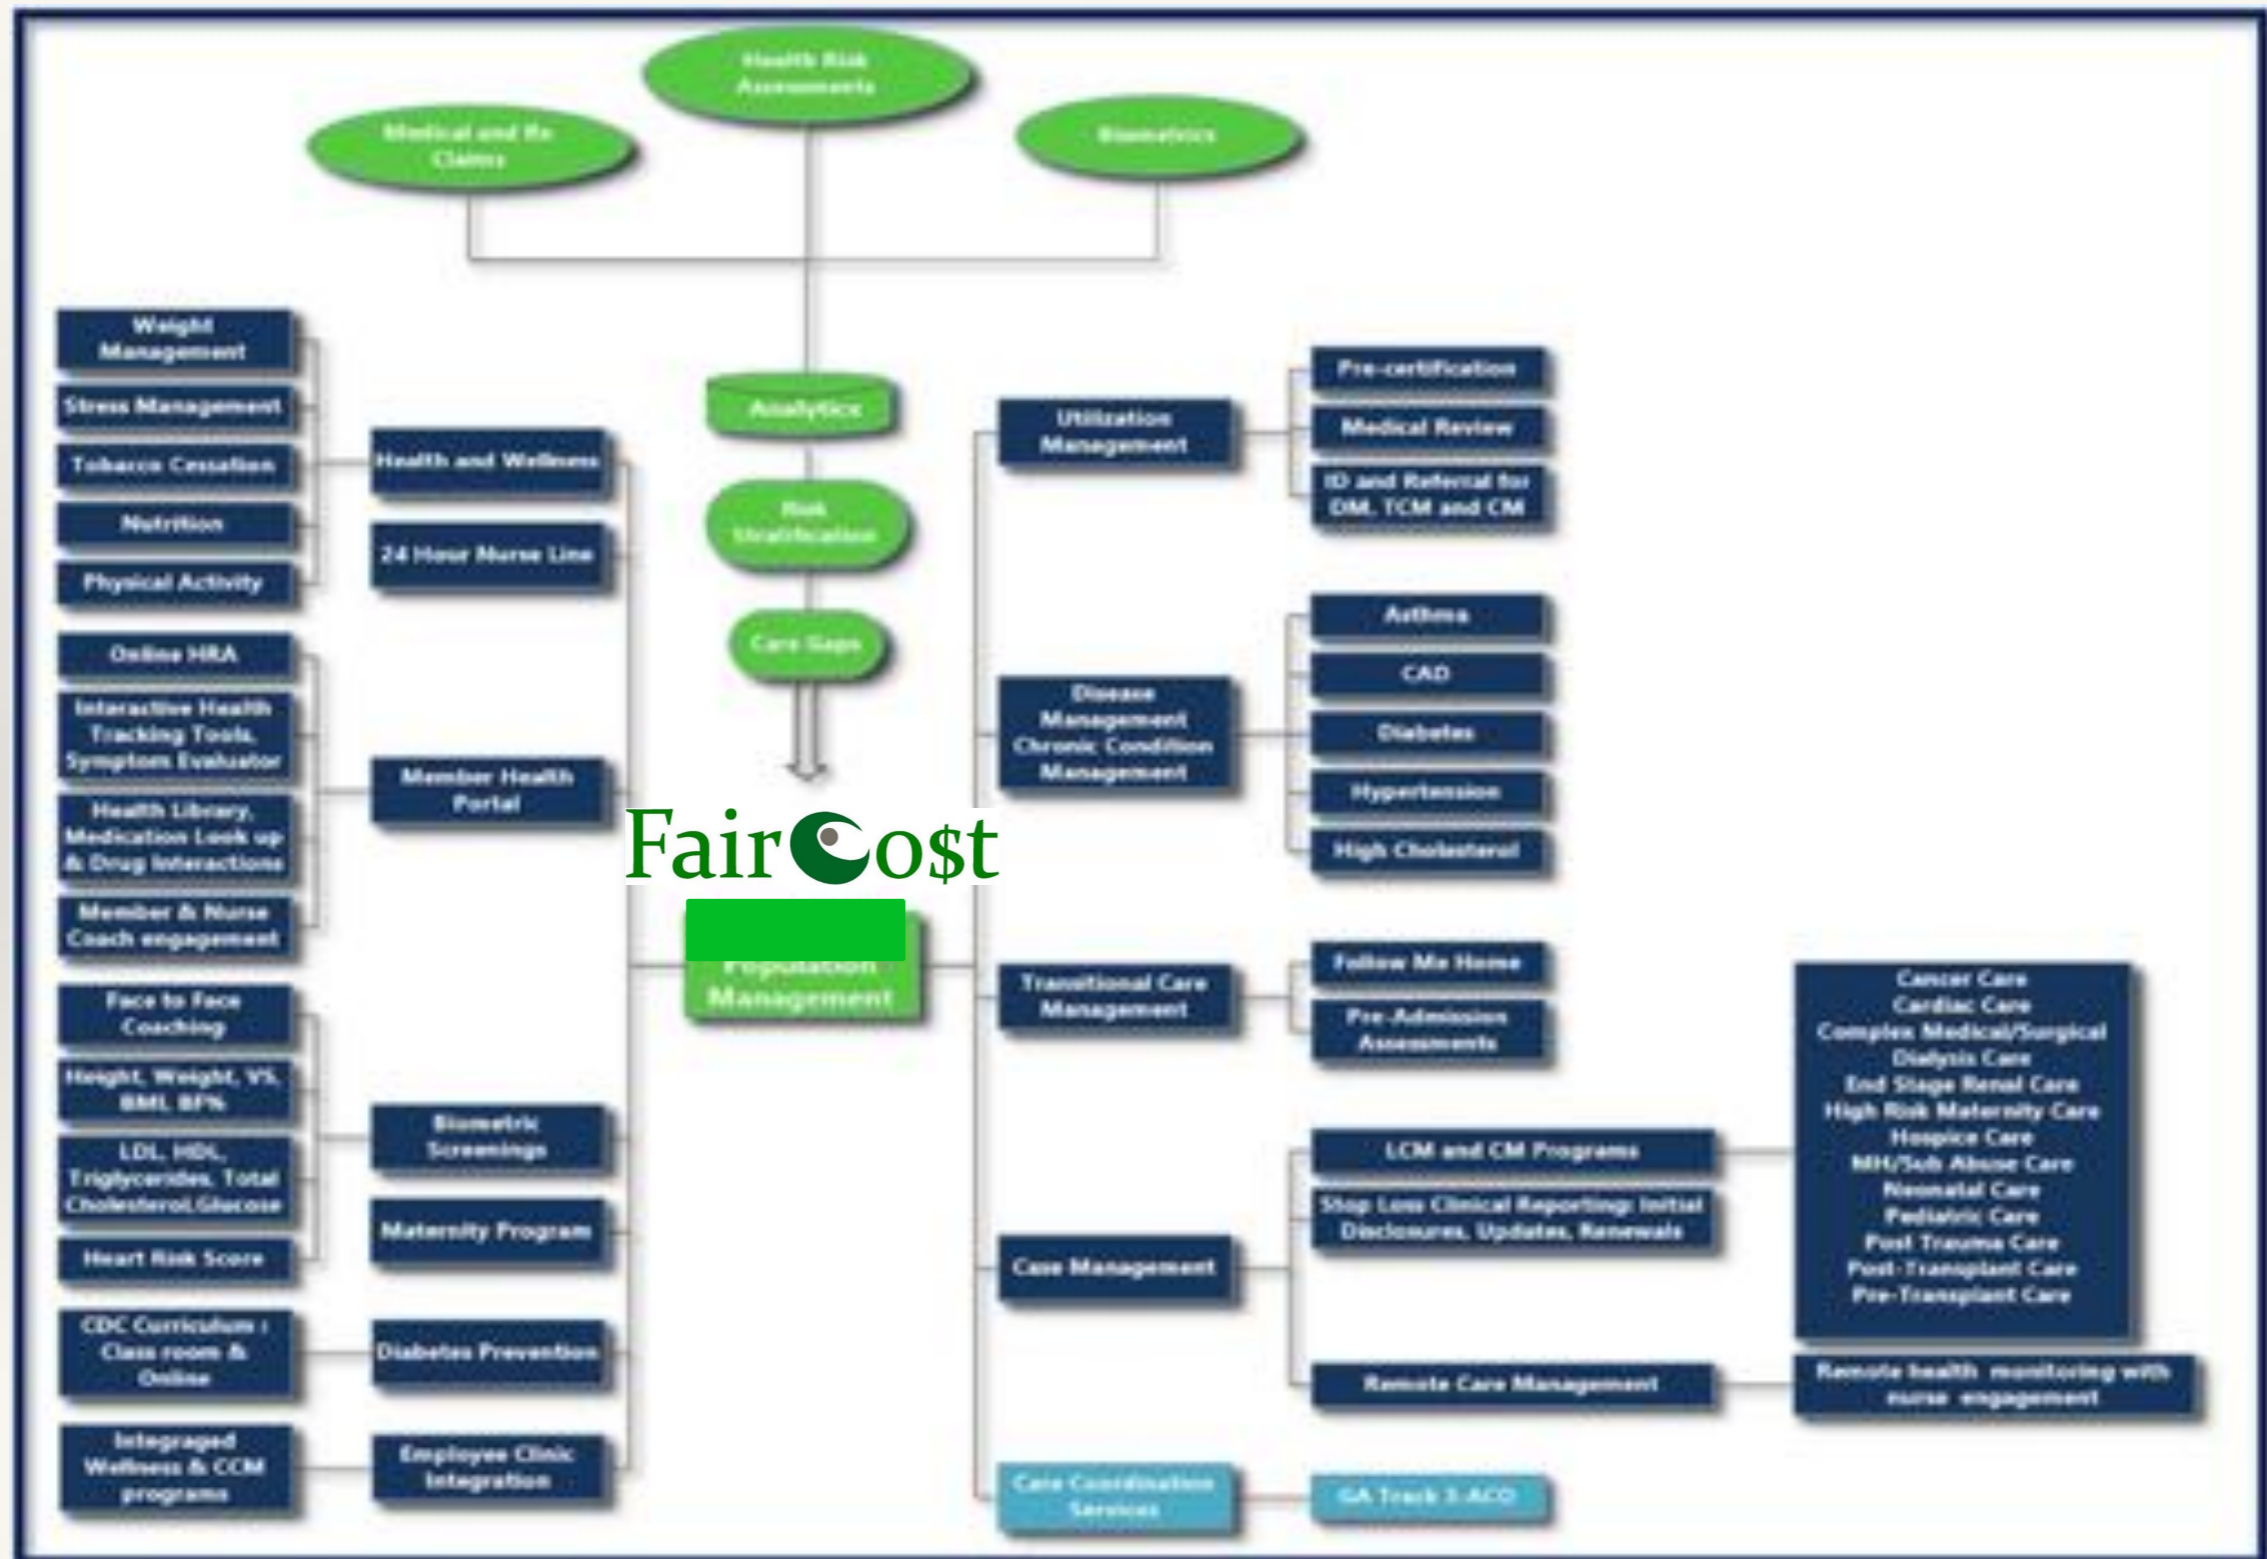 Health Risk
Assessments
Medical and Rx
Claims
Biometrics
Analytics
Risk
Stratification
Care Gaps
FairCo$t
Population
Management
Weight
Management
Stress Management
Tobacco Cessation
Nutrition
Physical Activity
Health and Wellness
24 Hour Nurse Line
Online HRA
Interactive Health
Tracking Tools,
Symptom Evaluator
Health Library,
Medication Look up
& Drug Interactions
Member & Nurse
Coach engagement
Member Health
Portal
Face to Face
Coaching
Height, Weight, VS,
BMI, BF%
LDL, HDL,
Triglycerides, Total
Cholesterol,Glucose
Heart Risk Score
Biometric
Screenings
Maternity Program
CDC Curriculum :
Class room &
Online
Diabetes Prevention
Integraged
Wellness & CCM
programs
Employee Clinic
Integration
Utilization
Management
Pre-certification
Medical Review
ID and Referral for
DM, TCM and CM
Disease
Management
Chronic Condition
Management
Asthma
CAD
Diabetes
Hypertension
High Cholesterol
Transitional Care
Management
Follow Me Home
Pre-Admission
Assessments
Case Management
LCM and CM Programs
Stop Loss Clinical Reporting: Initial
Disclosures, Updates, Renewals
Remote Care Management
Cancer Care
Cardiac Care
Complex Medical/Surgical
Dialysis Care
End Stage Renal Care
High Risk Maternity Care
Hospice Care
MH/Sub Abuse Care
Neonatal Care
Pediatric Care
Post Trauma Care
Post-Transplant Care
Pre-Transplant Care
Remote health monitoring with
nurse engagement
Care Coordination
Services
GA Track 3-ACO